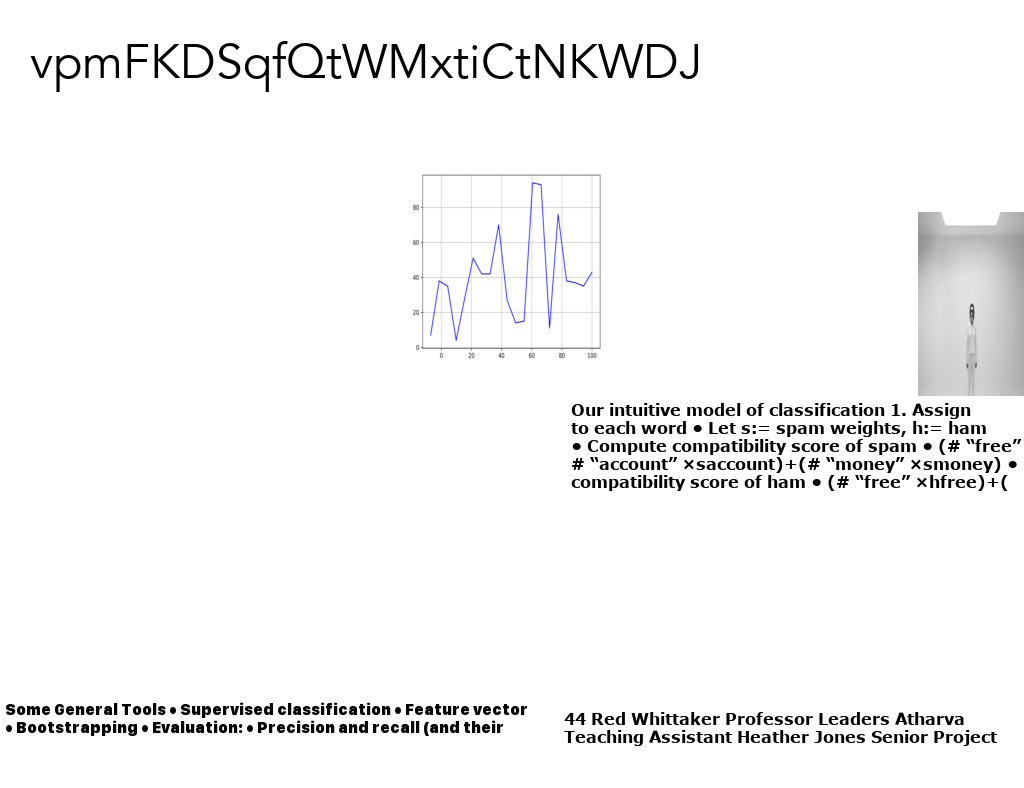 vpmFKDSqfQtWMxtiCtNKWDJ
80
60
40
20
0
0 20 40 60 80 100
Our intuitive model of classification 1. Assign
to each word • Let s:= spam weights, h:= ham
• Compute compatibility score of spam • (# “free”
# “account” ×saccount)+(# “money” ×smoney) •
compatibility score of ham • (# “free” ×hfree)+(
Some General Tools • Supervised classification • Feature vector
• Bootstrapping • Evaluation: • Precision and recall (and their
44 Red Whittaker Professor Leaders Atharva
Teaching Assistant Heather Jones Senior Project